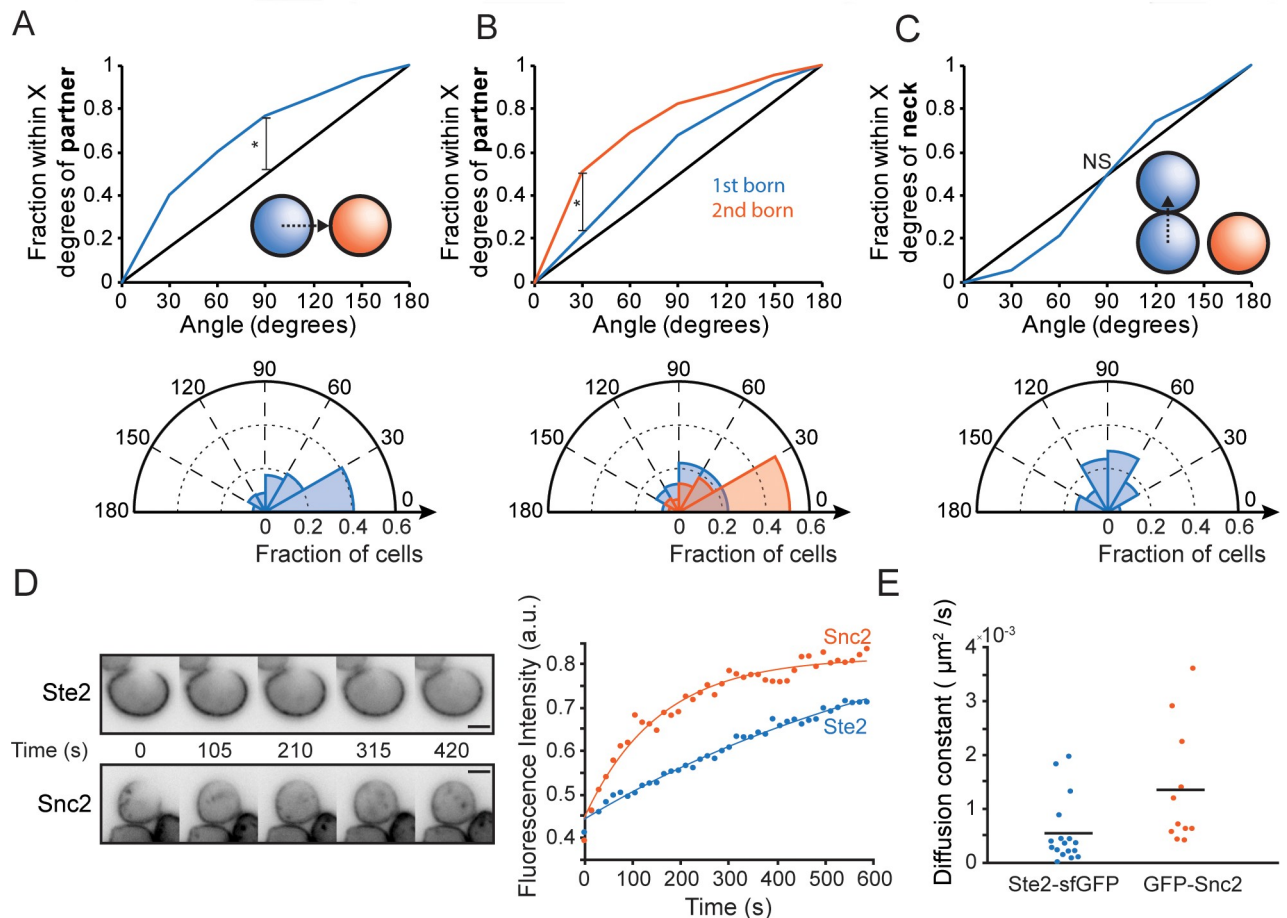 A
B
C
Fraction within X
degrees of partner
1
0.8
0.6
0.4
0.2
0
*
0 30 60 90 120 150 180
Angle (degrees)
Fraction within X
degrees of partner
1
0.8
0.6
0.4
0.2
0
*
1st born
2nd born
0 30 60 90 120 150 180
Angle (degrees)
Fraction within X
degrees of neck
1
0.8
0.6
0.4
0.2
0
NS
0 30 60 90 120 150 180
Angle (degrees)
90
120 60
150 30
180 0
0 0.2 0.4 0.6
Fraction of cells
90
120 60
150 30
180 0
0 0.2 0.4 0.6
Fraction of cells
90
120 60
150 30
180 0
0 0.2 0.4 0.6
Fraction of cells
D
Ste2
Time (s) 0 105 210 315 420
Snc2
Fluorescence Intensity (a.u.)
0.8
0.7
0.6
0.5
0.4
Snc2
Ste2
0 100 200 300 400 500 600
Time (s)
E
Diffusion constant ( µm² /s)
4 ×10⁻³
3
2
1
0
Ste2-sfGFP GFP-Snc2